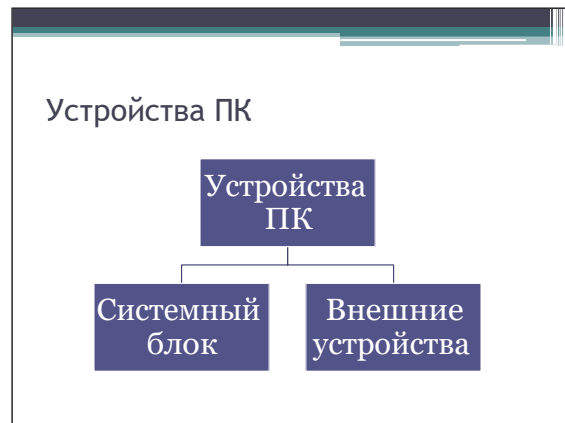 Устройства ПК
Устройства
ПК
Системный
блок
Внешние
устройства